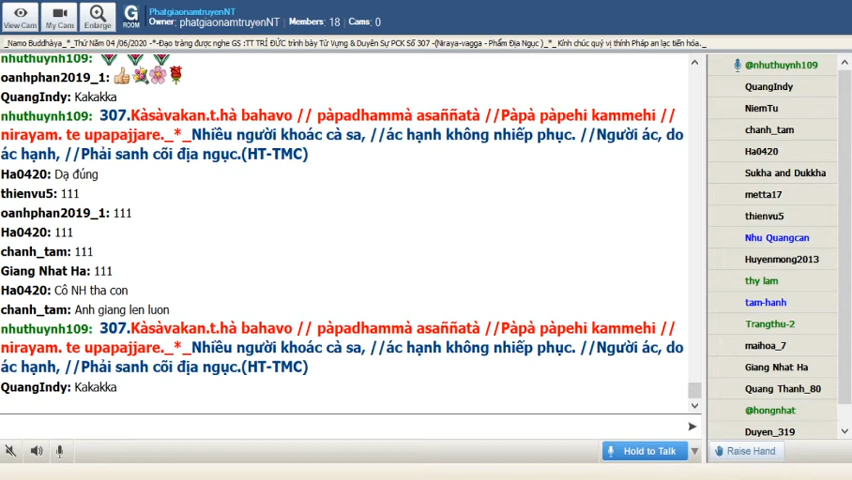 View Cam
My Cam
Enlarge
G
ROOM
PhatgiaonamtruyenNT
Owner: phatgiaonamtruyenNT | Members: 18 | Cams: 0
_Namo Buddhàya_*_Thứ Năm 04 /06/2020 -*-Đạo tràng được nghe GS :TT TRÍ ĐỨC trình bày Từ Vựng & Duyên Sự PCK Số 307 -(Niraya-vagga - Phẩm Địa Ngục )_*_ Kính chúc quý vị thính Pháp an lạc tiến hóa._
nhuthuynh109:
oanhphan2019_1:
QuangIndy: Kakakka
nhuthuynh109: 307.Kàsàvakan.t.hà bahavo // pàpadhammà asaññatà //Pàpà pàpehi kammehi //
nirayam. te upapajjare._*_Nhiều người khoác cà sa, //ác hạnh không nhiếp phục. //Người ác, do
ác hạnh, //Phải sanh cõi địa ngục.(HT-TMC)
Ha0420: Dạ đúng
thienvu5: 111
oanhphan2019_1: 111
Ha0420: 111
chanh_tam: 111
Giang Nhat Ha: 111
Ha0420: Cô NH tha con
chanh_tam: Anh giang len luon
nhuthuynh109: 307.Kàsàvakan.t.hà bahavo // pàpadhammà asaññatà //Pàpà pàpehi kammehi //
nirayam. te upapajjare._*_Nhiều người khoác cà sa, //ác hạnh không nhiếp phục. //Người ác, do
ác hạnh, //Phải sanh cõi địa ngục.(HT-TMC)
QuangIndy: Kakakka
@nhuthuynh109
QuangIndy
NiemTu
chanh_tam
Ha0420
Sukha and Dukkha
metta17
thienvu5
Nhu Quangcan
Huyenmong2013
thy lam
tam-hanh
Trangthu-2
maihoa_7
Giang Nhat Ha
Quang Thanh_80
@hongnhat
Duyen_319
Hold to Talk
Raise Hand